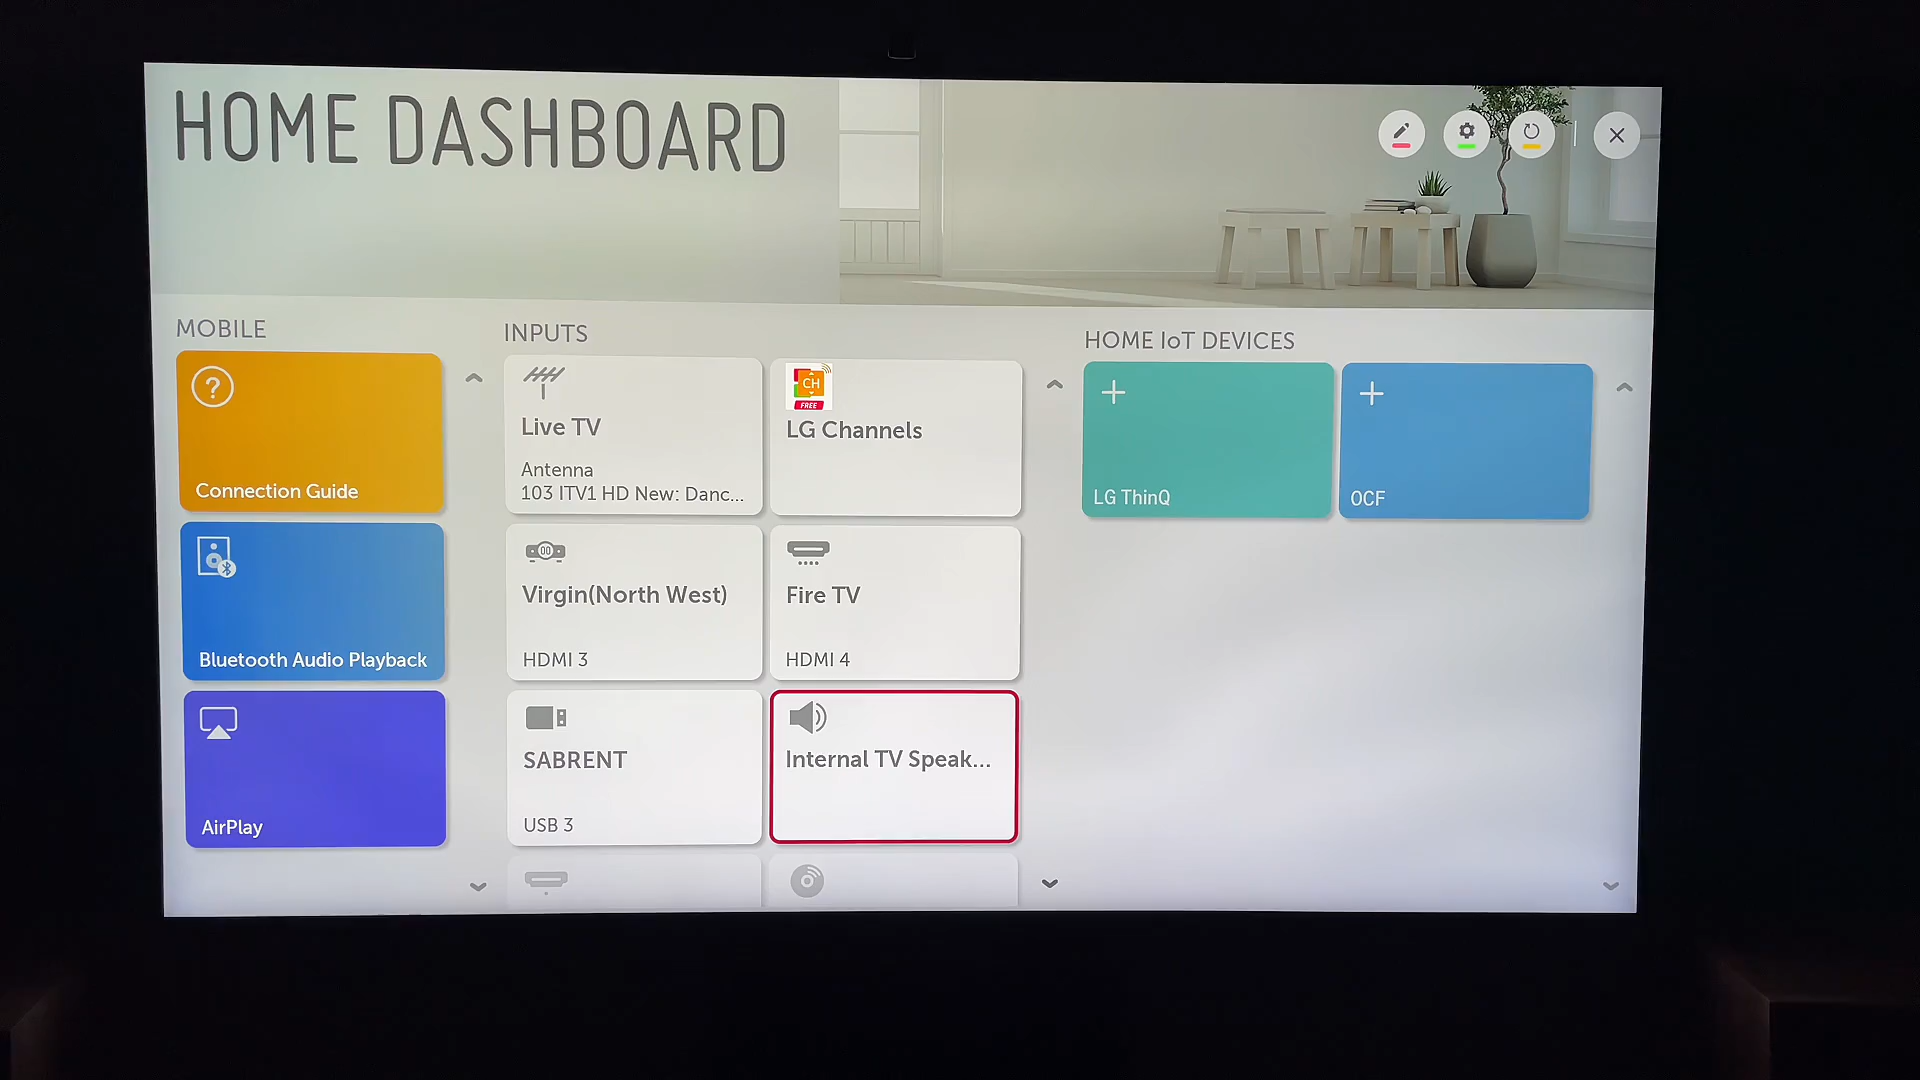 HOME DASHBOARD
MOBILE
Connection Guide
Bluetooth Audio Playback
AirPlay
INPUTS
Live TV
Antenna
103 ITV1 HD New: Danc...
CH
FREE
LG Channels
Virgin(North West)
HDMI 3
Fire TV
HDMI 4
SABRENT
USB 3
Internal TV Speak...
HOME IoT DEVICES
LG ThinQ
OCF